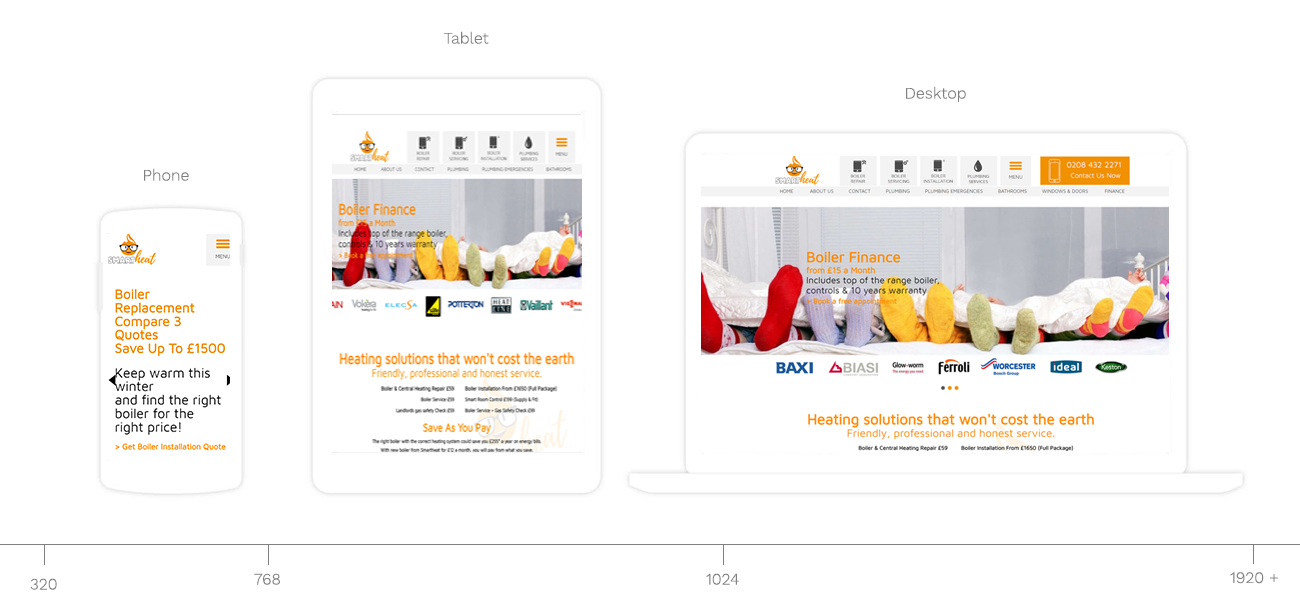 Tablet
Desktop
Phone
SMARTheat
MENU
Boiler
Replacement
Compare 3
Quotes
Save Up To £1500
Keep warm this
winter
and find the right
boiler for the
right price!
> Get Boiler Installation Quote
SMARTheat
BOILER REPAIR
BOILER SERVICING
BOILER INSTALLATION
PLUMBING SERVICES
MENU
HOME ABOUT US CONTACT PLUMBING PLUMBING EMERGENCIES BATHROOMS
Boiler Finance
from £15 a Month
Includes top of the range boiler,
controls & 10 years warranty
> Book a free appointment
Vokèra ELECSA POTTERTON HEAT LINE Vaillant
Heating solutions that won't cost the earth
Friendly, professional and honest service.
Boiler & Central Heating Repair £59 Boiler Installation From £1650 (Full Package)
Boiler Service £59 Smart Room Control £199 (Supply & Fit)
Landlords gas safety Check £59 Boiler Service + Gas Safety Check £99
Save As You Pay
The right boiler with the correct heating system could save you £200* a year on energy bills.
With new boiler from Smartheat for £12 a month, you will pay from what you save.
SMARTheat
BOILER REPAIR
BOILER SERVICING
BOILER INSTALLATION
PLUMBING SERVICES
MENU
0208 432 2271
Contact Us Now
HOME ABOUT US CONTACT PLUMBING PLUMBING EMERGENCIES BATHROOMS WINDOWS & DOORS FINANCE
Boiler Finance
from £15 a Month
Includes top of the range boiler,
controls & 10 years warranty
> Book a free appointment
BAXI BIASI Glow-worm Ferroli WORCESTER ideal Keston
The energy you need
Bosch Group
Heating solutions that won't cost the earth
Friendly, professional and honest service.
Boiler & Central Heating Repair £59 Boiler Installation From £1650 (Full Package)
320
768
1024
1920 +